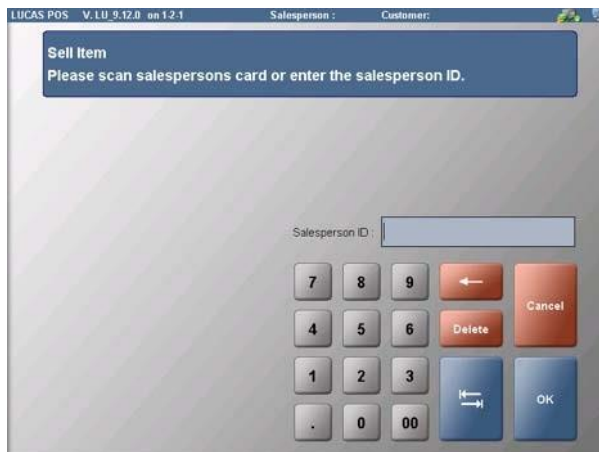 LUCAS POS V. LU_9.12.0 on 1-2-1 Salesperson : Customer:
Sell Item
Please scan salespersons card or enter the salesperson ID.
Salesperson ID :
7 8 9
Cancel
4 5 6 Delete
1 2 3
OK
. 0 00